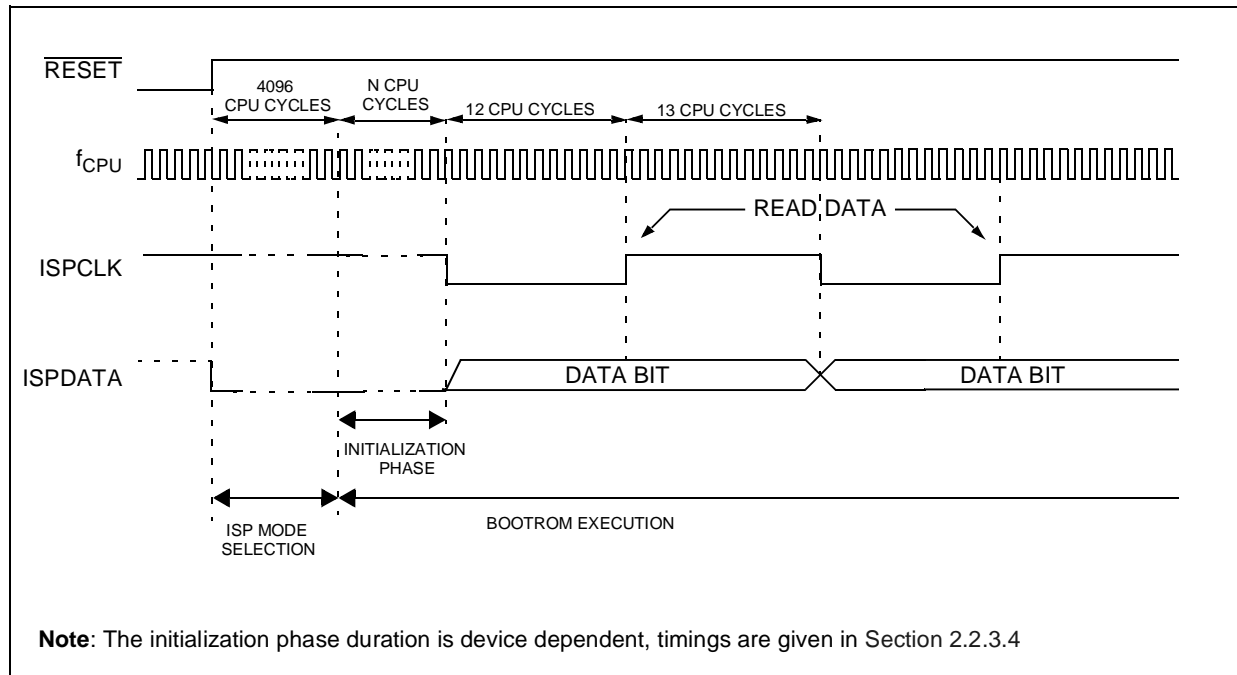 RESET
4096
CPU CYCLES
N CPU
CYCLES
12 CPU CYCLES
13 CPU CYCLES
fCPU
READ DATA
ISPCLK
ISPDATA
DATA BIT
DATA BIT
INITIALIZATION
PHASE
ISP MODE
SELECTION
BOOTROM EXECUTION
Note: The initialization phase duration is device dependent, timings are given in Section 2.2.3.4